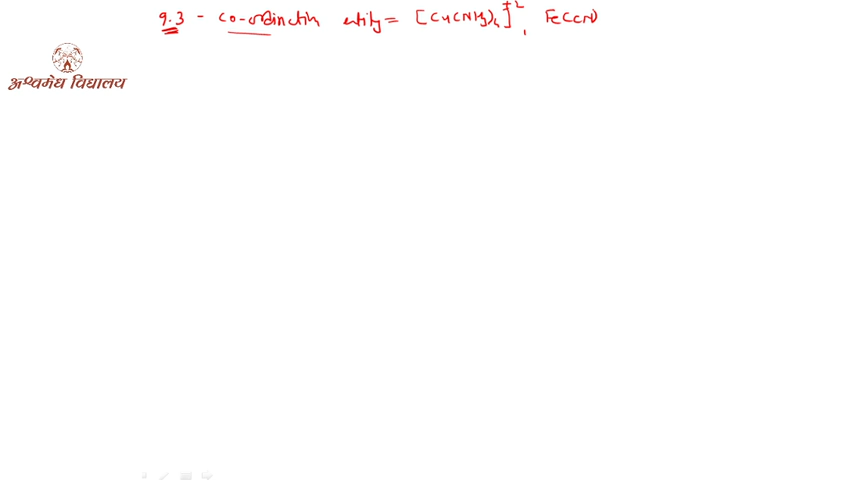 9.3 - Co-ordination entity = [Cu(NH3)4]+2, Fe(CN)
अश्वमेध विद्यालय